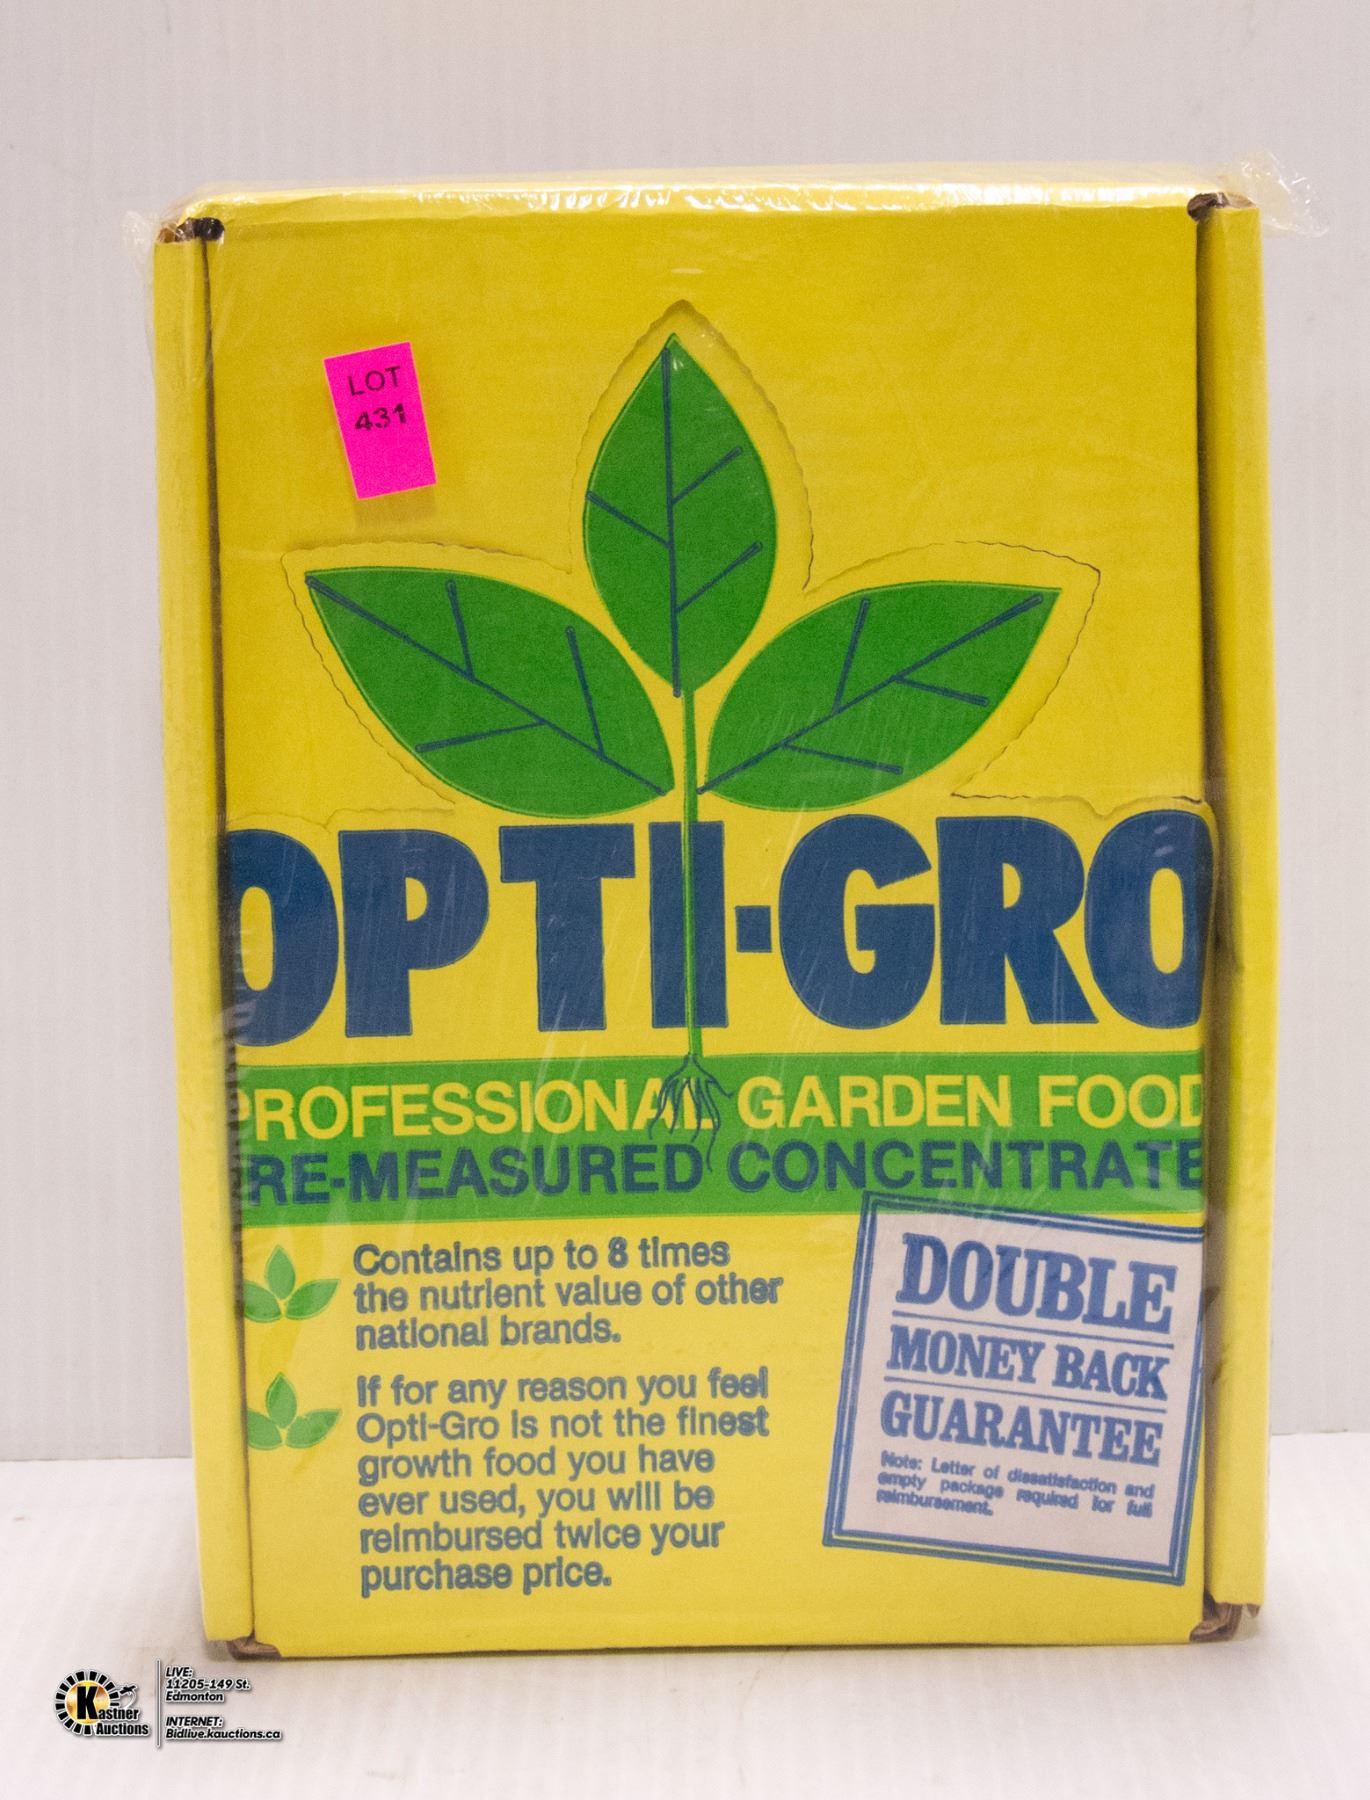 LOT
431
OPTI-GRO
PROFESSIONAL GARDEN FOOD
RE-MEASURED CONCENTRATE
Contains up to 8 times
the nutrient value of other
national brands.
If for any reason you feel
Opti-Gro is not the finest
growth food you have
ever used, you will be
reimbursed twice your
purchase price.
DOUBLE
MONEY BACK
GUARANTEE
Note: Letter of dissatisfaction and
empty package required for full
reimbursement.
Kastner
Auctions
LIVE:
11205-149 St.
Edmonton
INTERNET:
Bidlive.kauctions.ca